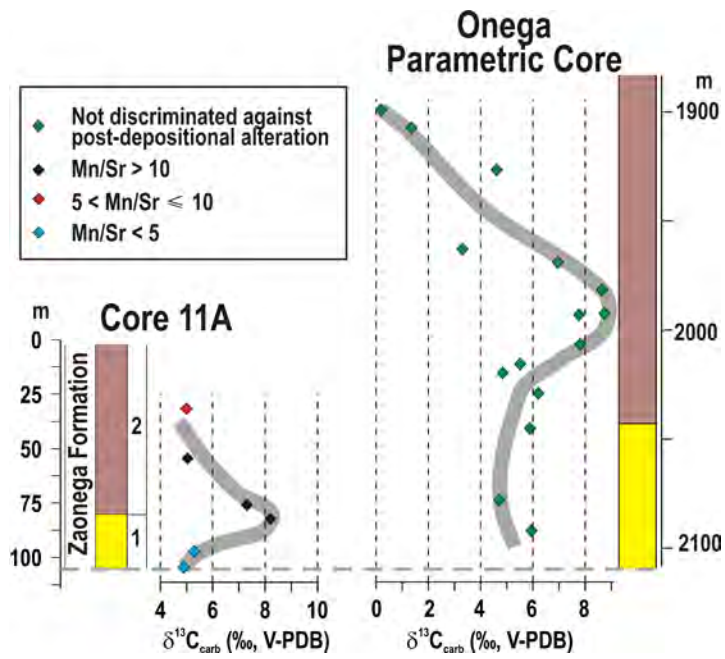 Onega
Parametric Core
Not discriminated against
post-depositional alteration
Mn/Sr > 10
5 < Mn/Sr ⩽ 10
Mn/Sr < 5
m
1900
2000
2100
Core 11A
m
0
25
50
75
100
Zaonega Formation
2
1
4 6 8 10
δ¹³C_carb (‰, V-PDB)
0 2 4 6 8
δ¹³C_carb (‰, V-PDB)